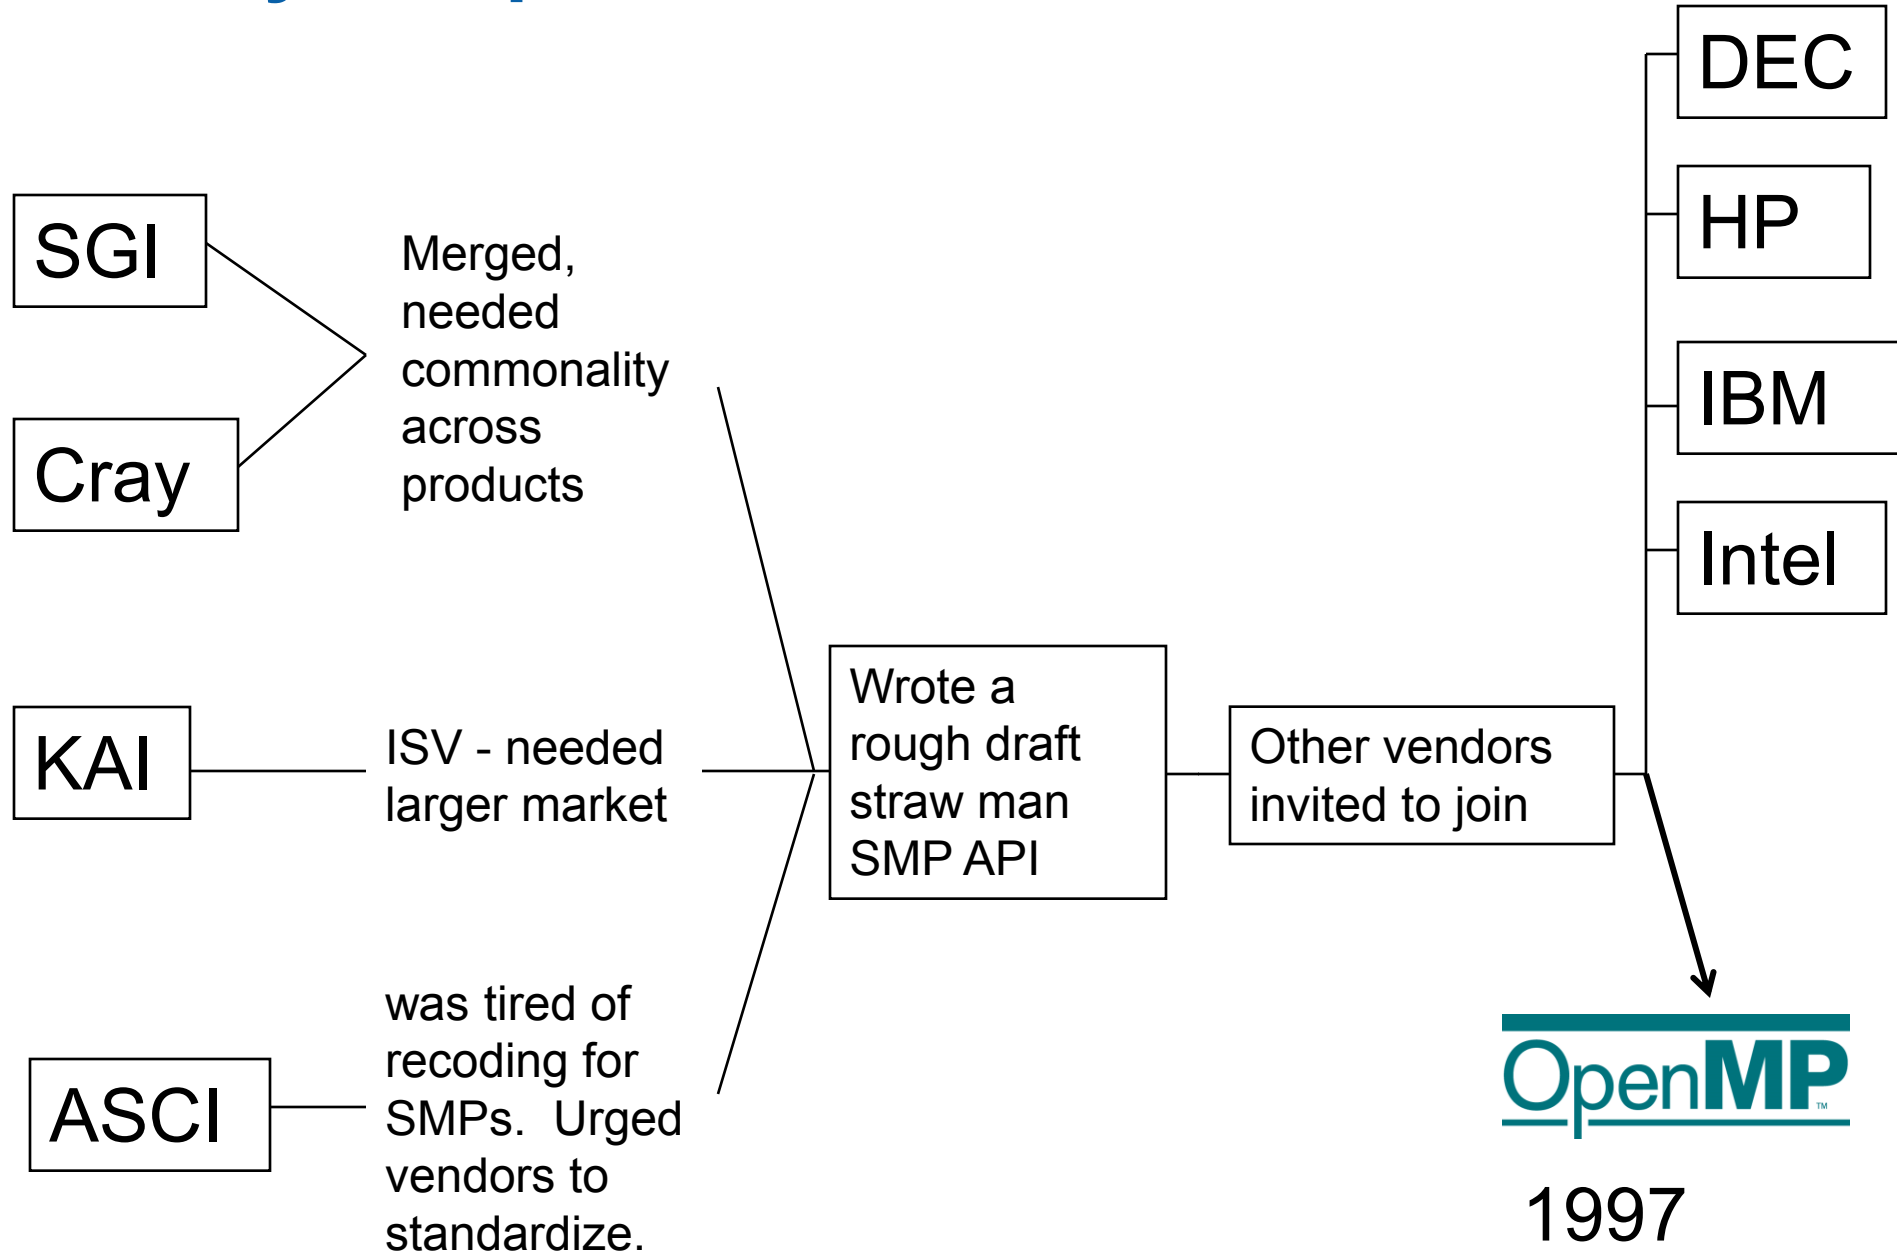 SGI
Cray
Merged,
needed
commonality
across
products
KAI
ISV - needed
larger market
ASCI
was tired of
recoding for
SMPs.  Urged
vendors to
standardize.
Wrote a
rough draft
straw man
SMP API
Other vendors
invited to join
DEC
HP
IBM
Intel
OpenMP™
1997